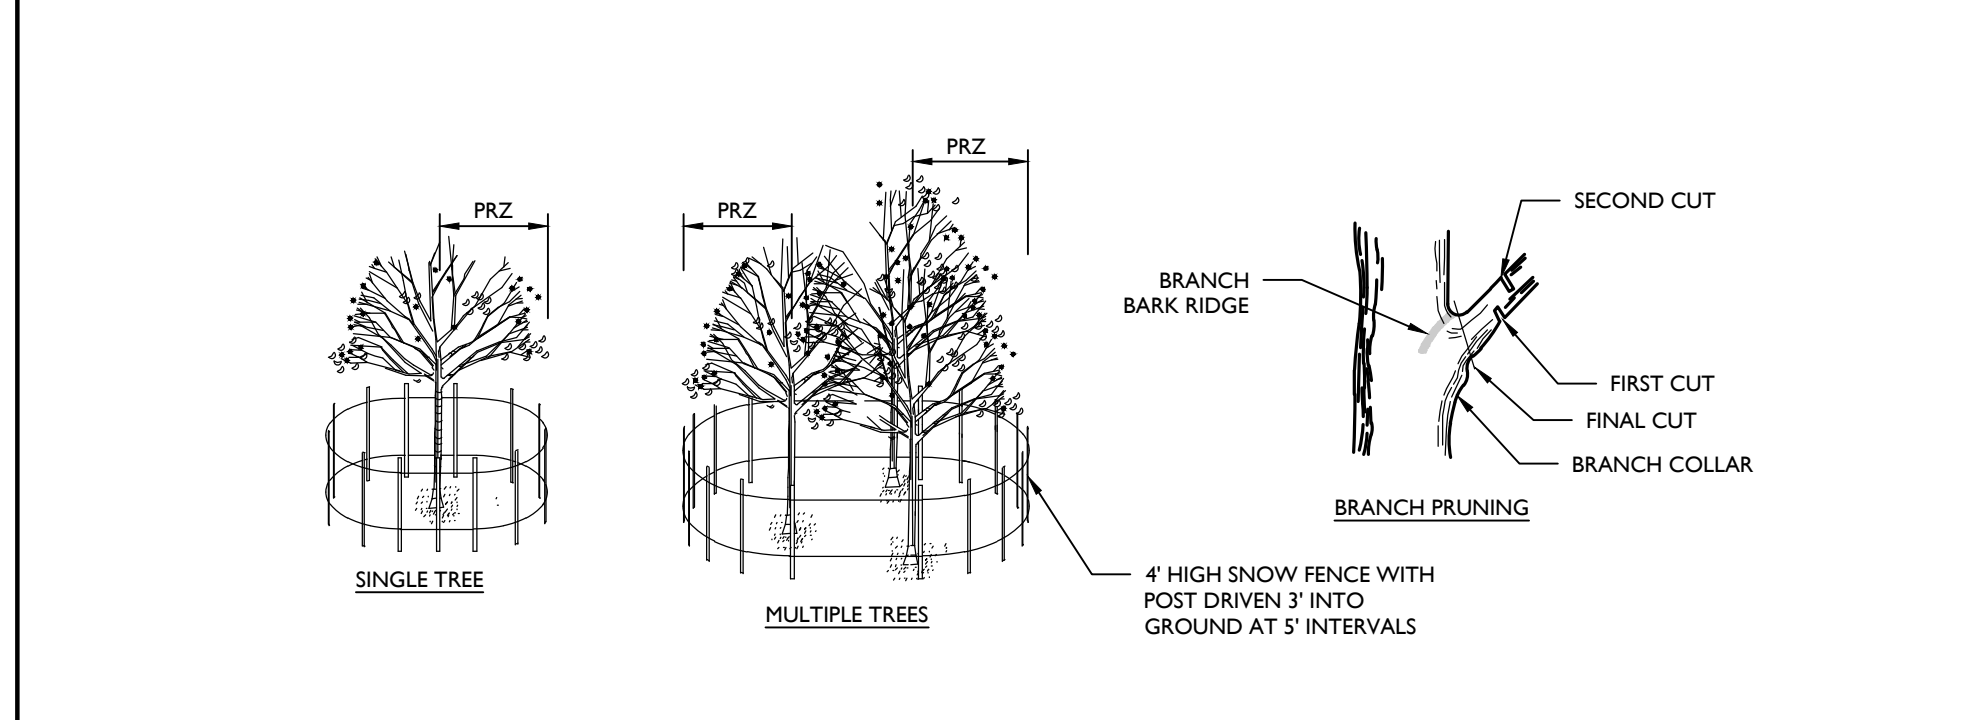 PRZ
SINGLE TREE
PRZ
PRZ
MULTIPLE TREES
4' HIGH SNOW FENCE WITH
POST DRIVEN 3' INTO
GROUND AT 5' INTERVALS
BRANCH
BARK RIDGE
SECOND CUT
FIRST CUT
FINAL CUT
BRANCH COLLAR
BRANCH PRUNING